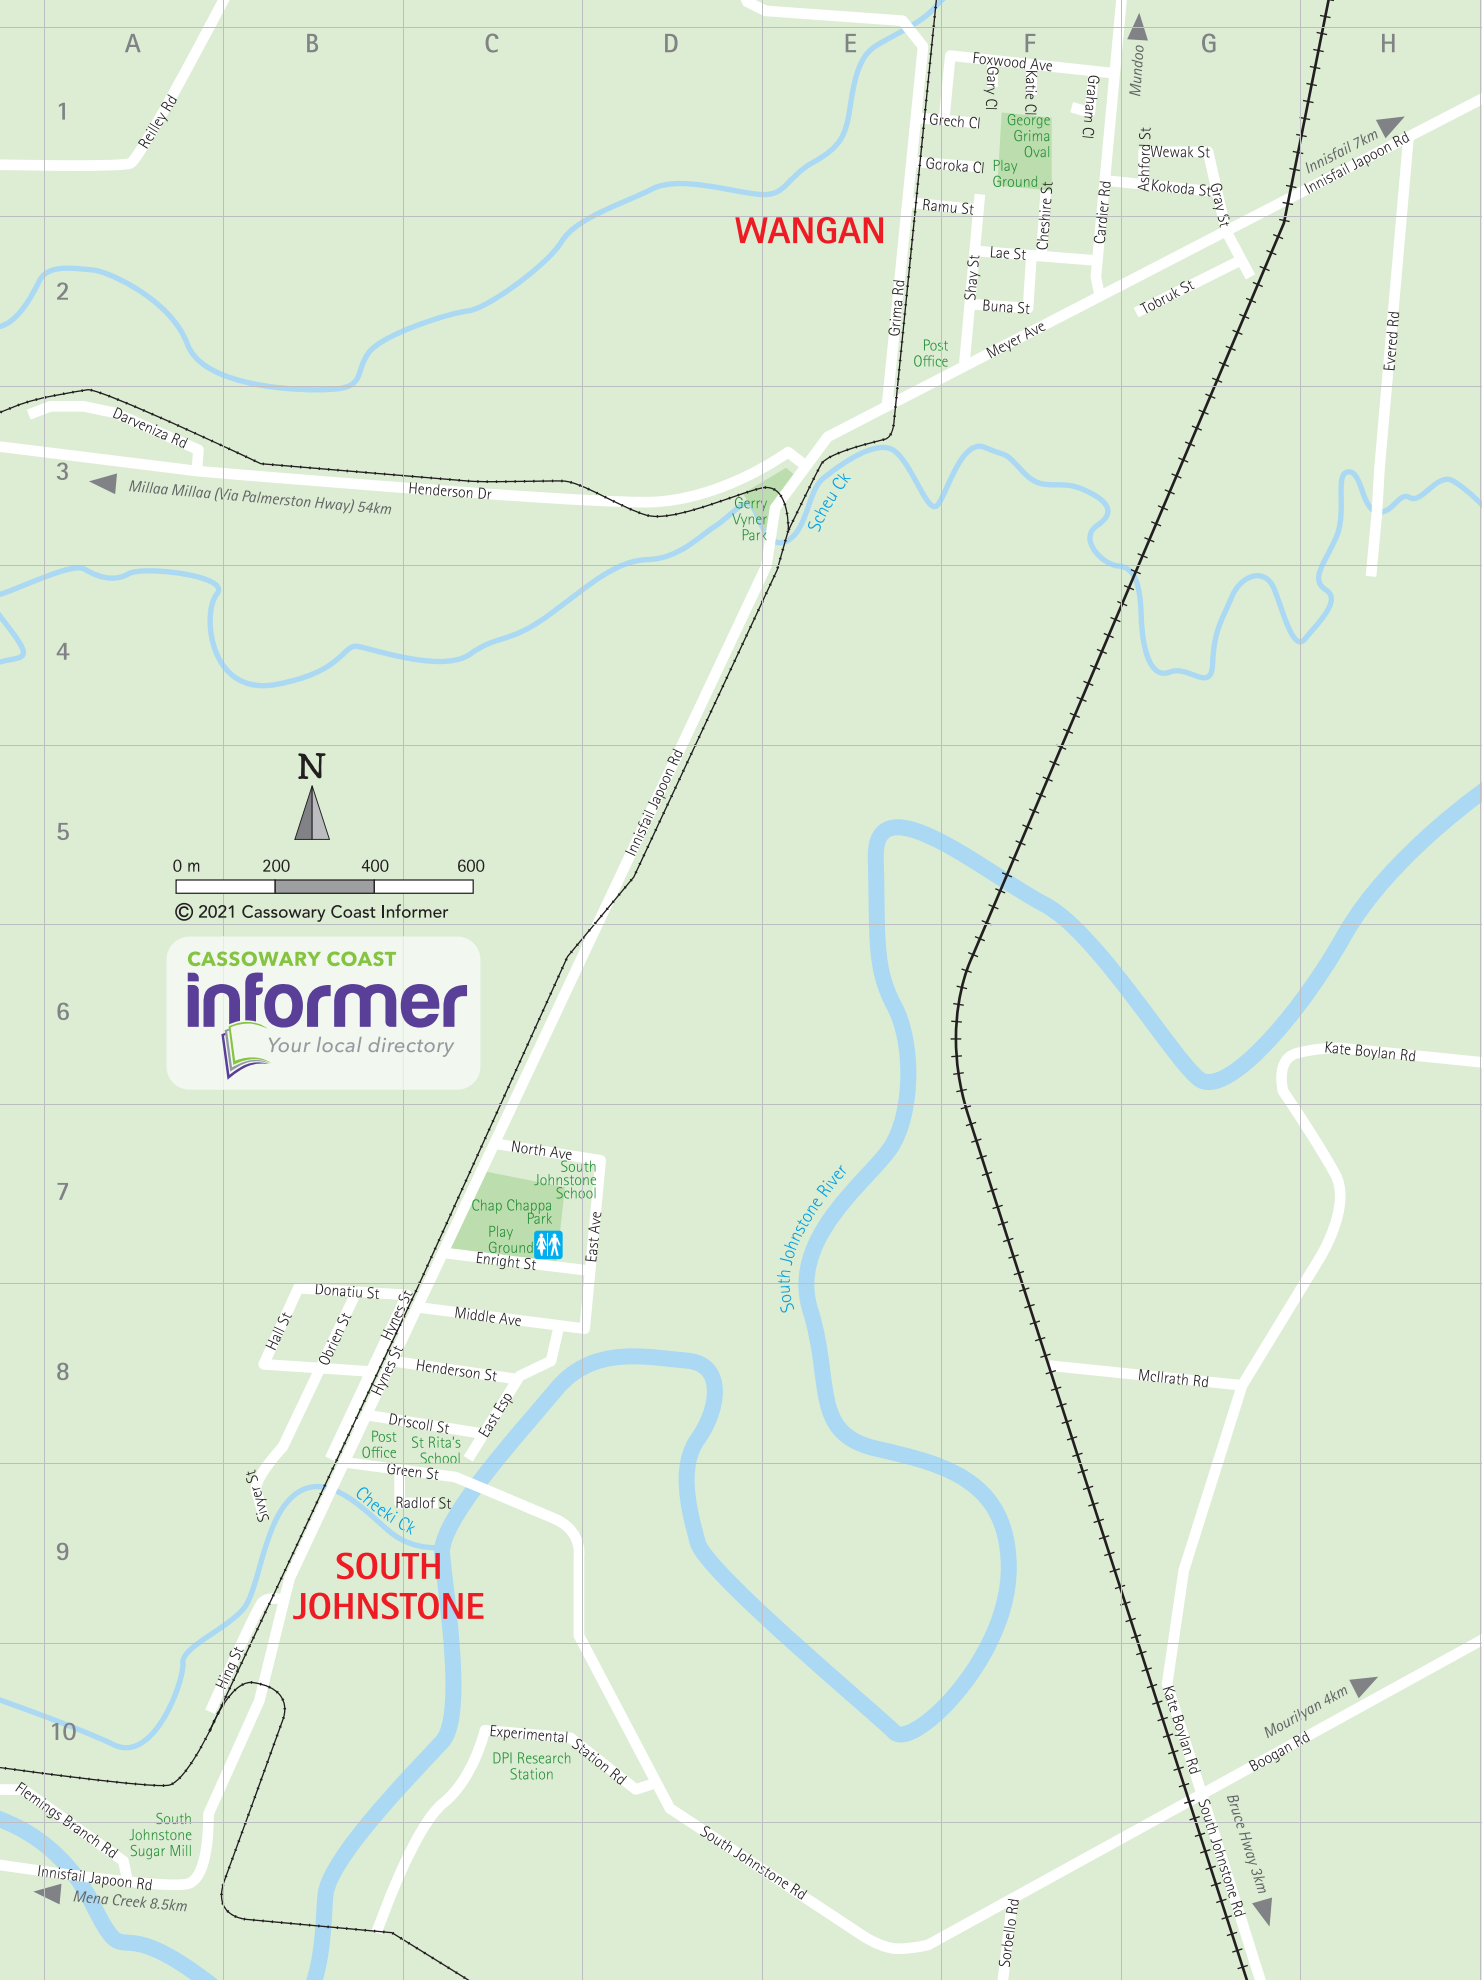 A
B
C
D
E
F
G
H
1
2
3
4
5
6
7
8
9
10
Reilley Rd
Foxwood Ave
Gary Cl
Katie Cl
Graham Cl
Mundoo
Grech Cl
George
Grima
Oval
Goroka Cl
Play
Ground
Ashford St
Wewak St
Kokoda St
Gray St
Innisfail 7km
Innisfail Japoon Rd
Ramu St
Cheshire St
Cardier Rd
WANGAN
Lae St
Shay St
Buna St
Tobruk St
Grima Rd
Meyer Ave
Post
Office
Evered Rd
Darveniza Rd
Millaa Millaa (Via Palmerston Hway) 54km
Henderson Dr
Gerry
Vyner
Park
Scheu Ck
Innisfail Japoon Rd
N
0 m 200 400 600
© 2021 Cassowary Coast Informer
CASSOWARY COAST
informer
Your local directory
Kate Boylan Rd
North Ave
South
Johnstone
School
Chap Chappa
Park
Play
Ground
East Ave
Enright St
South Johnstone River
Donatiu St
Hynes St
Middle Ave
Hall St
Obrien St
Hynes St
Henderson St
McIlrath Rd
East Esp
Driscoll St
Post
Office
St Rita's
School
Green St
Sivyer St
Cheeki Ck
Radlof St
SOUTH
JOHNSTONE
Hing St
Kate Boylan Rd
Mourilyan 4km
Boogan Rd
Experimental Station Rd
DPI Research
Station
Flemings Branch Rd
South
Johnstone
Sugar Mill
South Johnstone Rd
South Johnstone Rd
Bruce Hway 3km
Innisfail Japoon Rd
Mena Creek 8.5km
Sorbello Rd